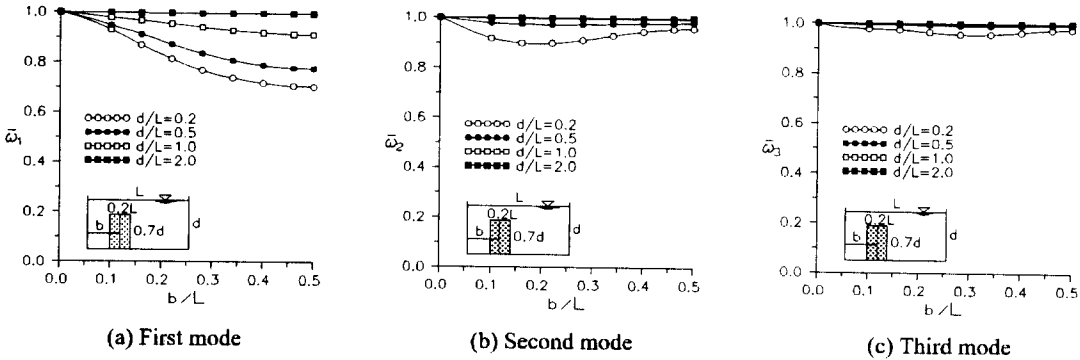 1.0
0.8
0.6
0.4
0.2
0.0
ω̄1
d/L=0.2
d/L=0.5
d/L=1.0
d/L=2.0
L
0.2L
b
0.7d
d
0.0 0.1 0.2 0.3 0.4 0.5
b/L
(a) First mode
1.0
0.8
0.6
0.4
0.2
0.0
ω̄2
d/L=0.2
d/L=0.5
d/L=1.0
d/L=2.0
L
0.2L
b
0.7d
d
0.0 0.1 0.2 0.3 0.4 0.5
b/L
(b) Second mode
1.0
0.8
0.6
0.4
0.2
0.0
ω̄3
d/L=0.2
d/L=0.5
d/L=1.0
d/L=2.0
L
0.2L
b
0.7d
d
0.0 0.1 0.2 0.3 0.4 0.5
b/L
(c) Third mode